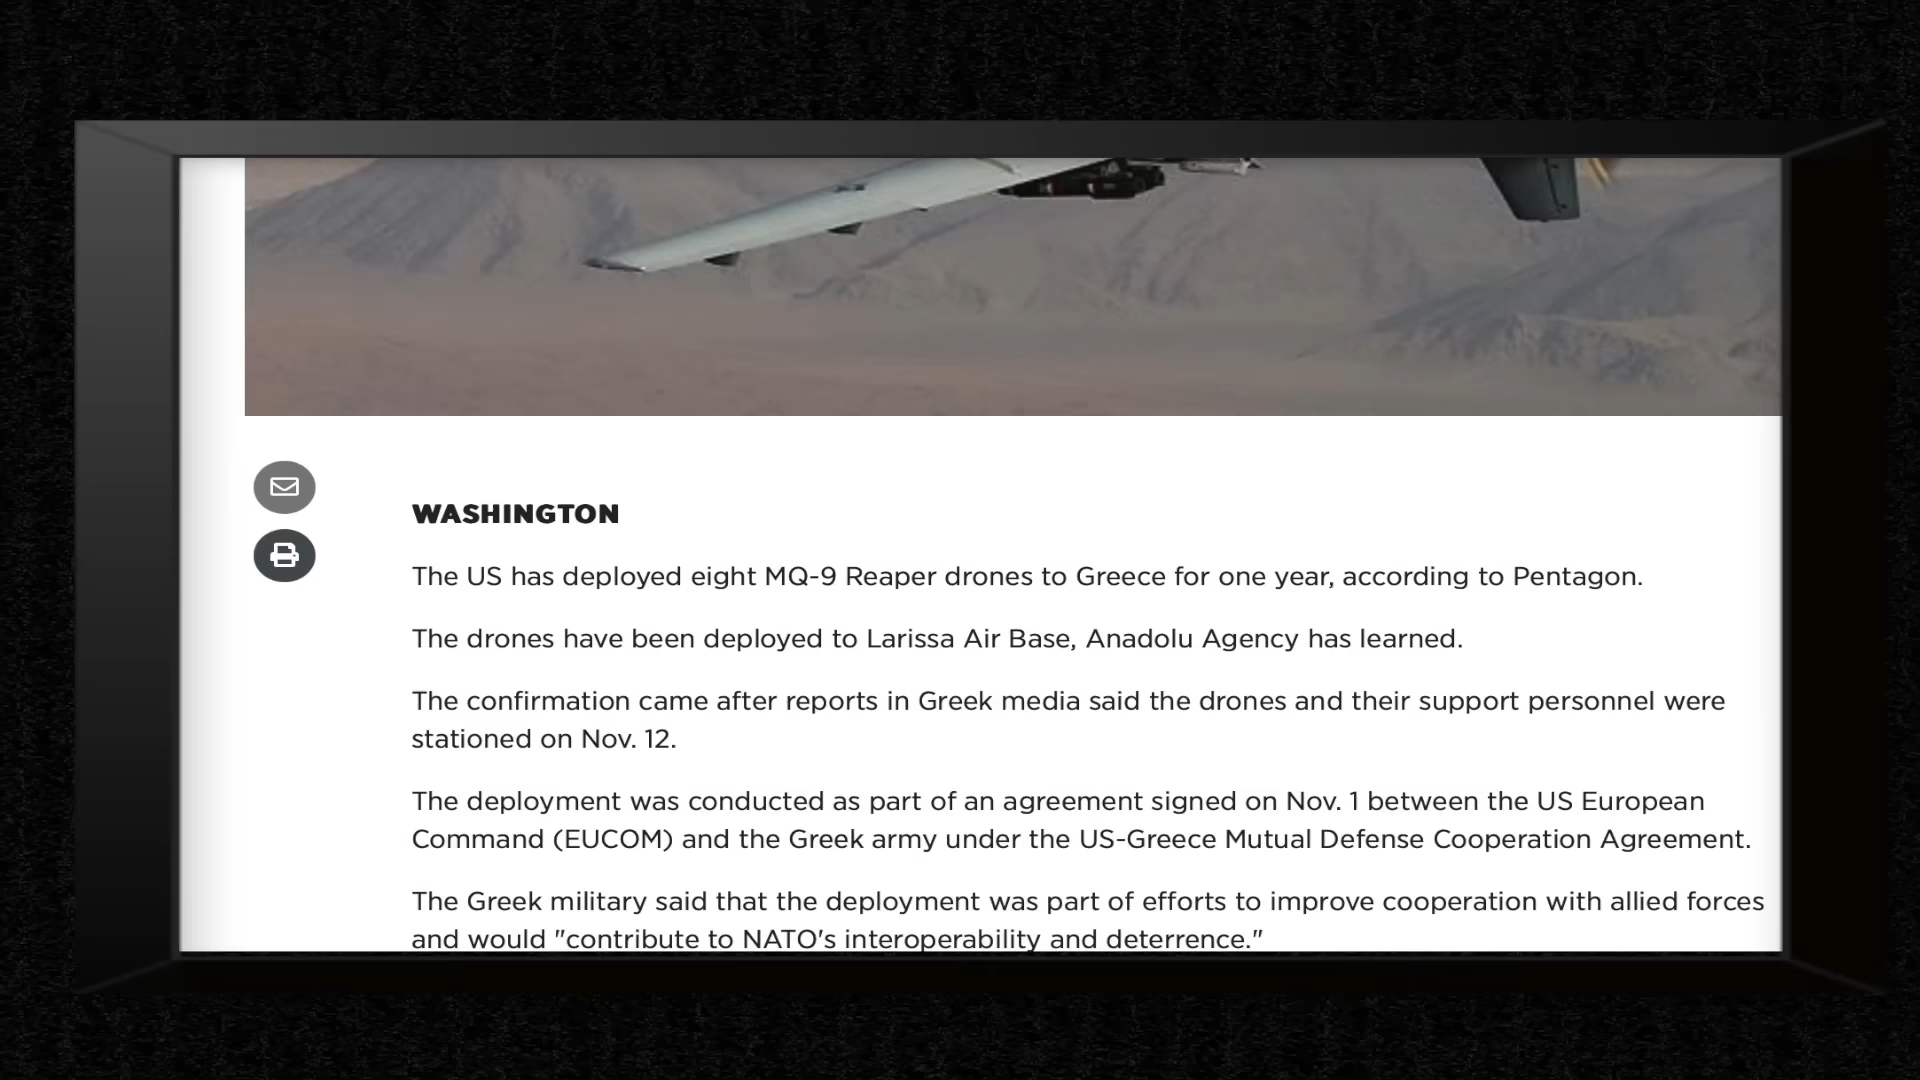 WASHINGTON
The US has deployed eight MQ-9 Reaper drones to Greece for one year, according to Pentagon.
The drones have been deployed to Larissa Air Base, Anadolu Agency has learned.
The confirmation came after reports in Greek media said the drones and their support personnel were
stationed on Nov. 12.
The deployment was conducted as part of an agreement signed on Nov. 1 between the US European
Command (EUCOM) and the Greek army under the US-Greece Mutual Defense Cooperation Agreement.
The Greek military said that the deployment was part of efforts to improve cooperation with allied forces
and would "contribute to NATO's interoperability and deterrence."